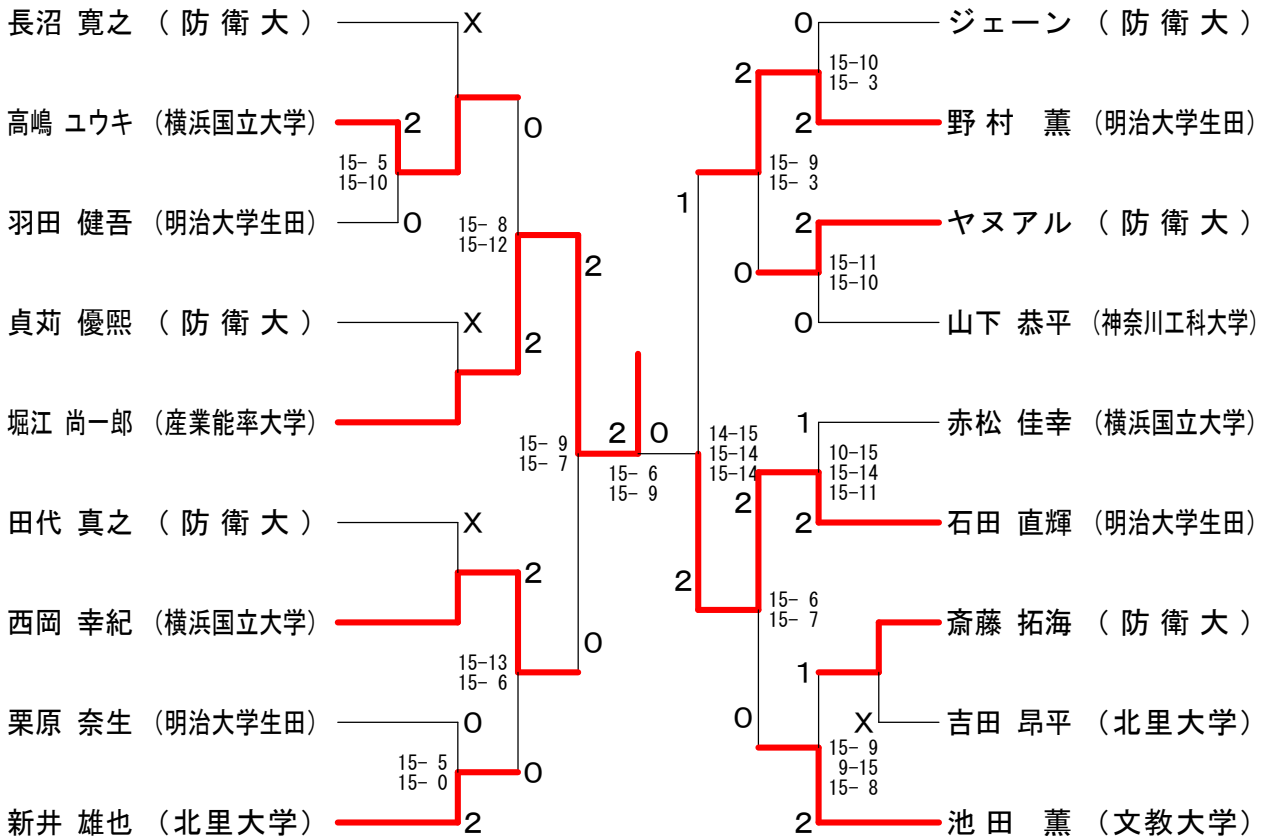 長沼 寛之 (防衛大)
X
高嶋 ユウキ (横浜国立大学)
2
15- 5
15-10
0
羽田 健吾 (明治大学生田)
0
15- 8
15-12
2
貞苅 優熙 (防衛大)
X
2
堀江 尚一郎 (産業能率大学)
15- 9
15- 7
田代 真之 (防衛大)
X
2
西岡 幸紀 (横浜国立大学)
15-13
15- 6
0
栗原 奈生 (明治大学生田)
0
15- 5
15- 0
0
新井 雄也 (北里大学)
2
2
0
15- 6
15- 9
0
ジェーン (防衛大)
2
15-10
15- 3
2
野村 薫 (明治大学生田)
15- 9
15- 3
1
2
ヤヌアル (防衛大)
0
15-11
15-10
0
山下 恭平 (神奈川工科大学)
1
赤松 佳幸 (横浜国立大学)
14-15
15-14
15-14
10-15
15-14
15-11
2
2
石田 直輝 (明治大学生田)
2
15- 6
15- 7
斎藤 拓海 (防衛大)
1
0
X
吉田 昂平 (北里大学)
15- 9
9-15
15- 8
2
池田 薫 (文教大学)